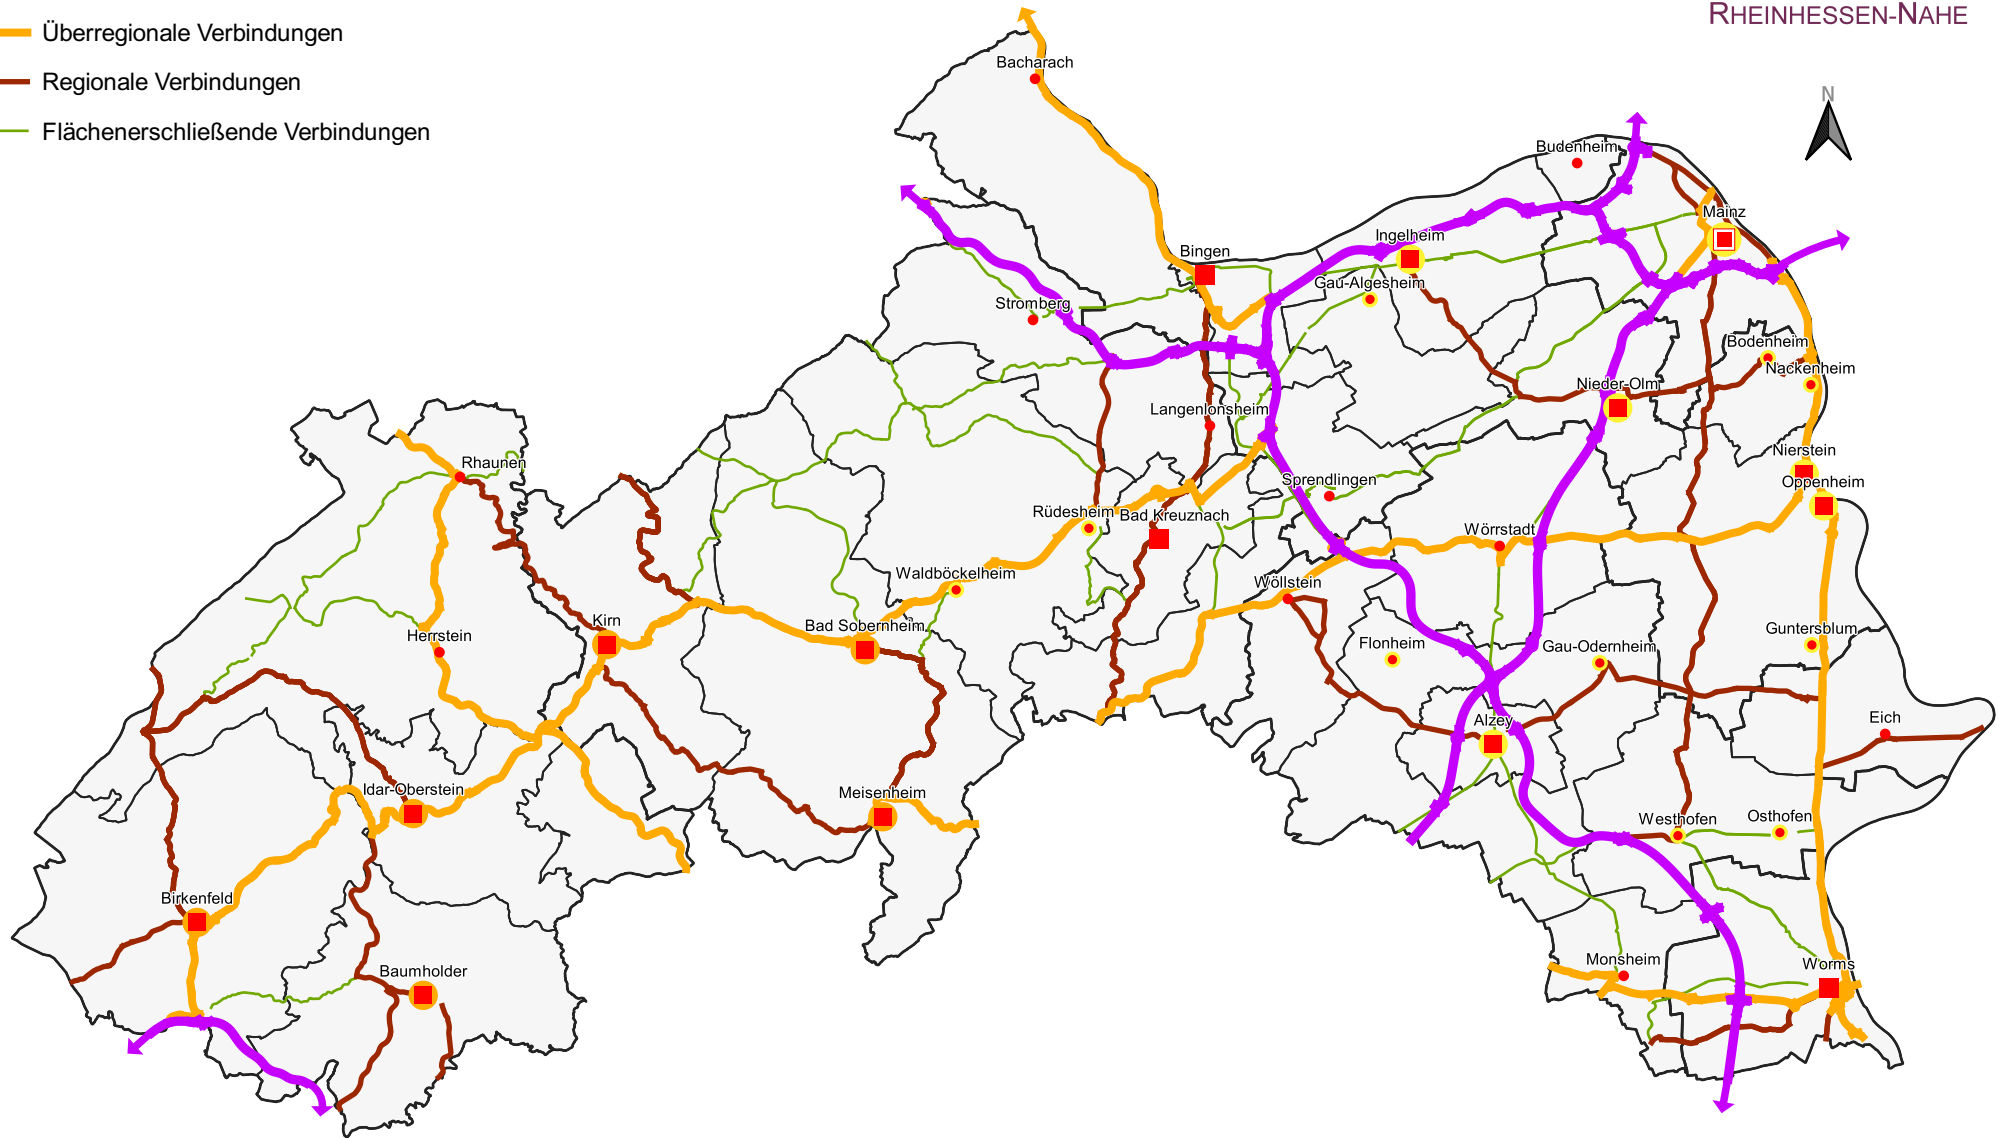 RHEINHESSEN-NAHE
Überregionale Verbindungen
Regionale Verbindungen
Flächenerschließende Verbindungen
N
Bacharach
Budenheim
Mainz
Ingelheim
Bingen
Gau-Algesheim
Stromberg
Bodenheim
Nackenheim
Nieder-Olm
Langenlonsheim
Nierstein
Rhaunen
Sprendlingen
Oppenheim
Rüdesheim
Bad Kreuznach
Wörrstadt
Waldböckelheim
Wöllstein
Kirn
Bad Sobernheim
Guntersblum
Herrstein
Flonheim
Gau-Odernheim
Eich
Alzey
Idar-Oberstein
Meisenheim
Westhofen
Osthofen
Birkenfeld
Monsheim
Worms
Baumholder